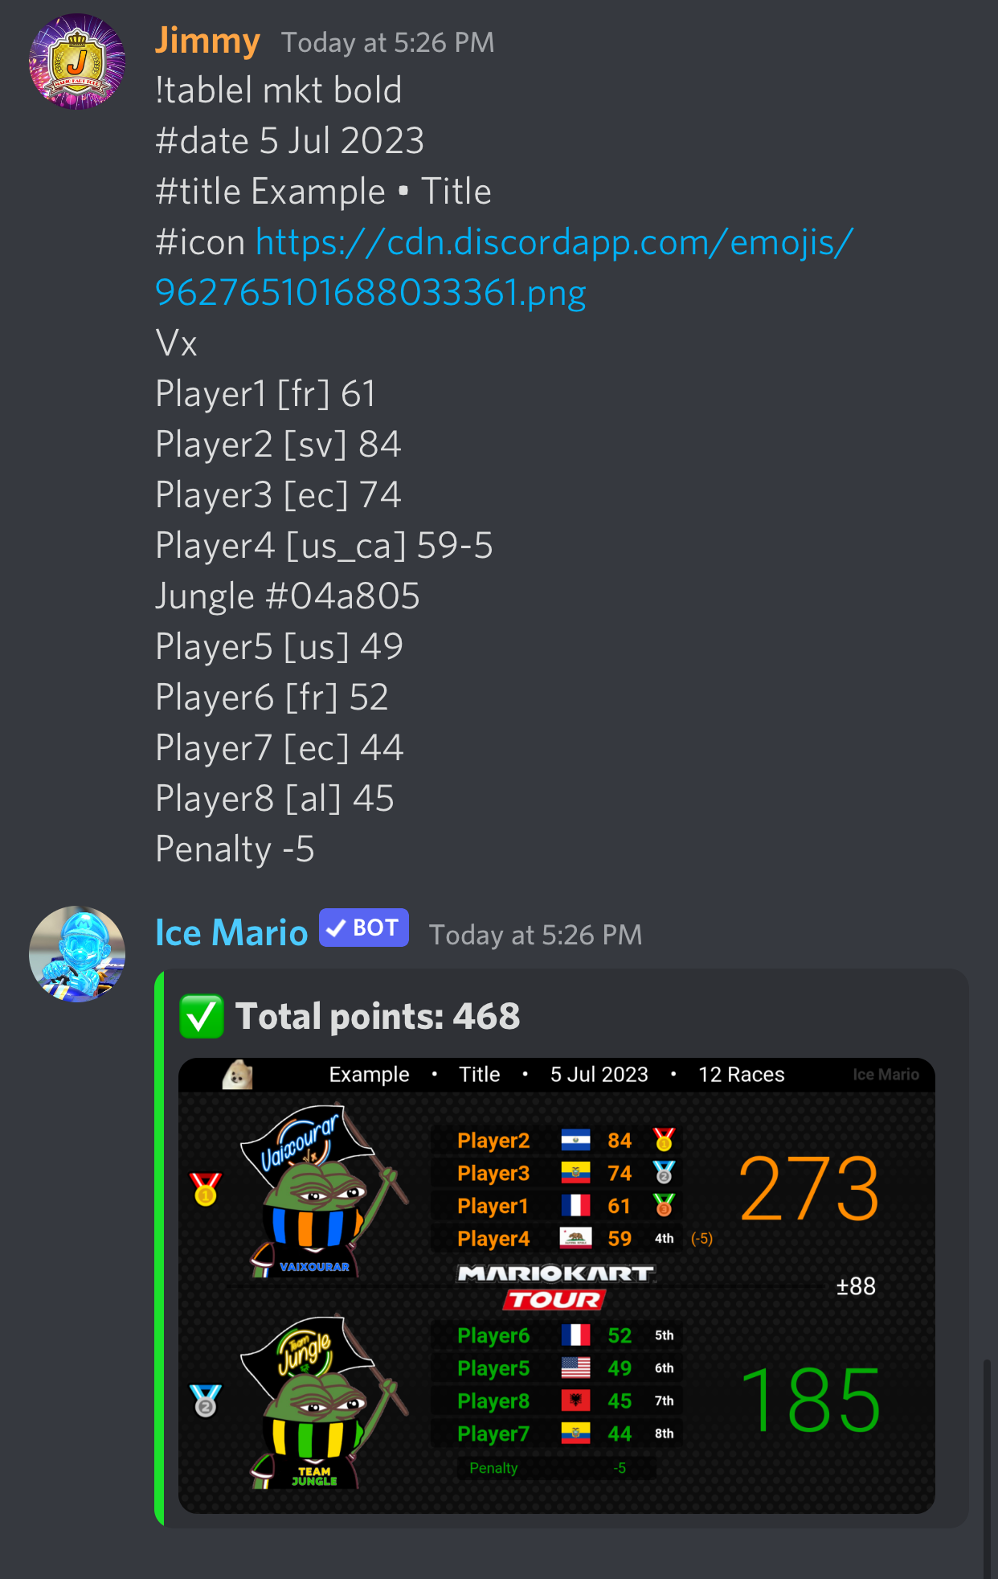 Jimmy Today at 5:26 PM
!tablel mkt bold
#date 5 Jul 2023
#title Example • Title
#icon https://cdn.discordapp.com/emojis/
962765101688033361.png
Vx
Player1 [fr] 61
Player2 [sv] 84
Player3 [ec] 74
Player4 [us_ca] 59-5
Jungle #04a805
Player5 [us] 49
Player6 [fr] 52
Player7 [ec] 44
Player8 [al] 45
Penalty -5
Ice Mario BOT Today at 5:26 PM
Total points: 468
Example • Title • 5 Jul 2023 • 12 Races Ice Mario
Vaixourar
VAIXOURAR
1
Player2 84 1
Player3 74 2
Player1 61 3
Player4 59 4th (-5)
273
MARIOKART
TOUR
±88
Team
Jungle
TEAM
JUNGLE
2
Player6 52 5th
Player5 49 6th
Player8 45 7th
Player7 44 8th
Penalty -5
185